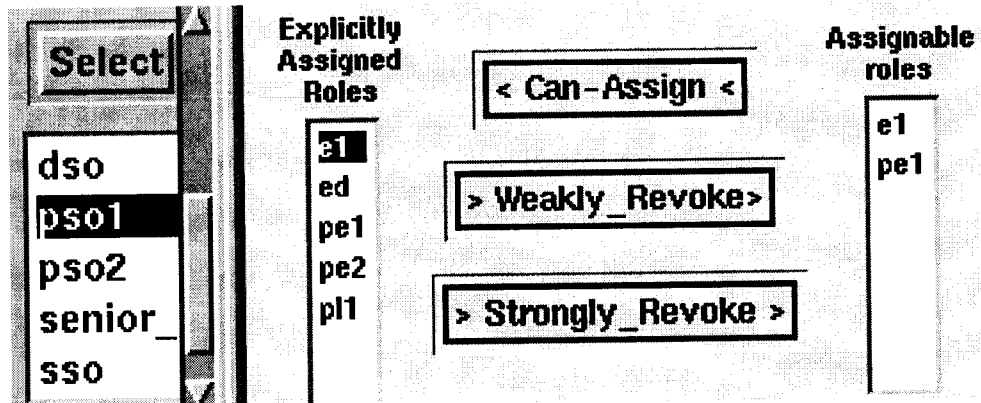 Select
dso
pso1
pso2
senior_
sso
Explicitly
Assigned
Roles
e1
ed
pe1
pe2
pl1
< Can-Assign <
> Weakly_Revoke>
> Strongly_Revoke >
Assignable
roles
e1
pe1